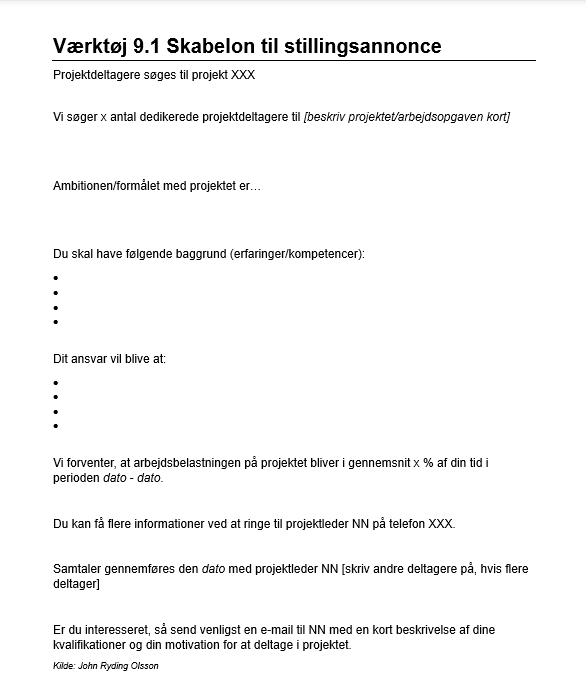 Værktøj 9.1 Skabelon til stillingsannonce
Projektdeltagere søges til projekt XXX
Vi søger x antal dedikerede projektdeltagere til [beskriv projektet/arbejdsopgaven kort]
Ambitionen/formålet med projektet er…
Du skal have følgende baggrund (erfaringer/kompetencer):
•
•
•
•
Dit ansvar vil blive at:
•
•
•
•
Vi forventer, at arbejdsbelastningen på projektet bliver i gennemsnit x % af din tid i
perioden dato - dato.
Du kan få flere informationer ved at ringe til projektleder NN på telefon XXX.
Samtaler gennemføres den dato med projektleder NN [skriv andre deltagere på, hvis flere
deltager]
Er du interesseret, så send venligst en e-mail til NN med en kort beskrivelse af dine
kvalifikationer og din motivation for at deltage i projektet.
Kilde: John Ryding Olsson